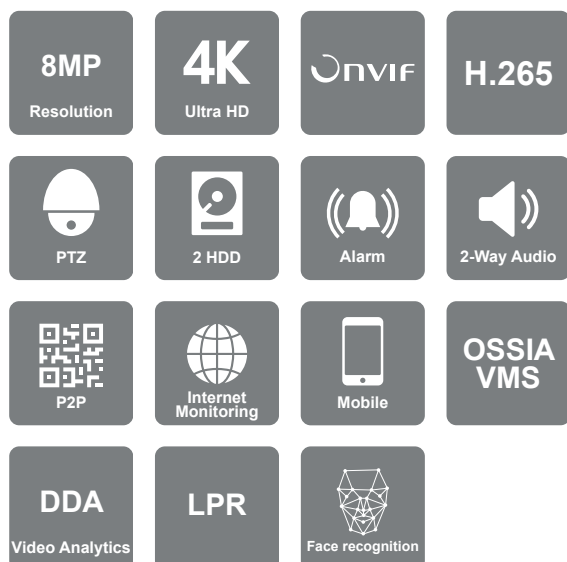 8MP
Resolution
4K
Ultra HD
ONVIF
H.265
PTZ
2 HDD
Alarm
2-Way Audio
P2P
Internet
Monitoring
Mobile
OSSIA
VMS
DDA
Video Analytics
LPR
Face recognition